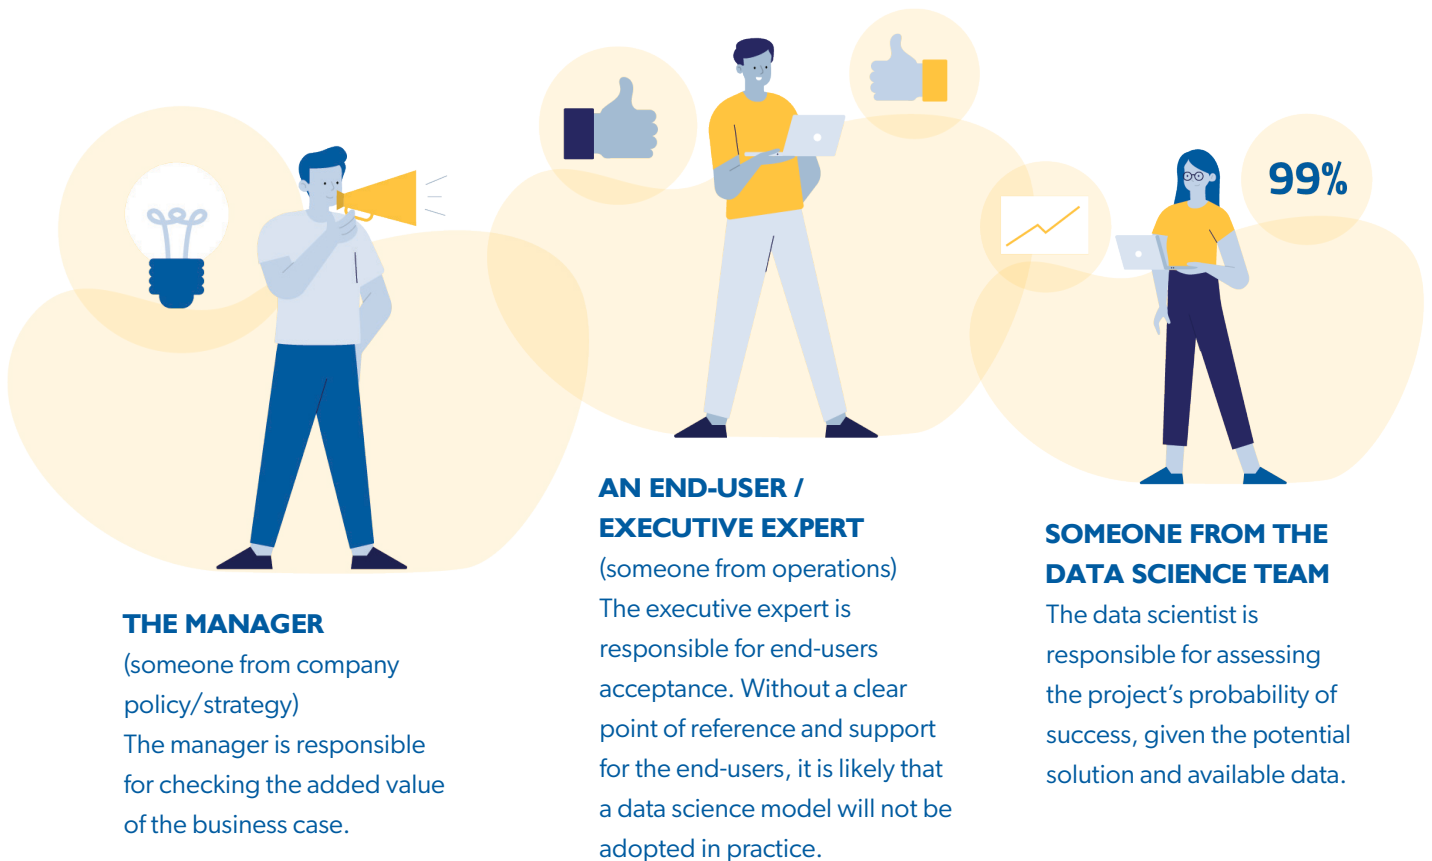 99%
THE MANAGER
(someone from company
policy/strategy)
The manager is responsible
for checking the added value
of the business case.
AN END-USER /
EXECUTIVE EXPERT
(someone from operations)
The executive expert is
responsible for end-users
acceptance. Without a clear
point of reference and support
for the end-users, it is likely that
a data science model will not be
adopted in practice.
SOMEONE FROM THE
DATA SCIENCE TEAM
The data scientist is
responsible for assessing
the project’s probability of
success, given the potential
solution and available data.